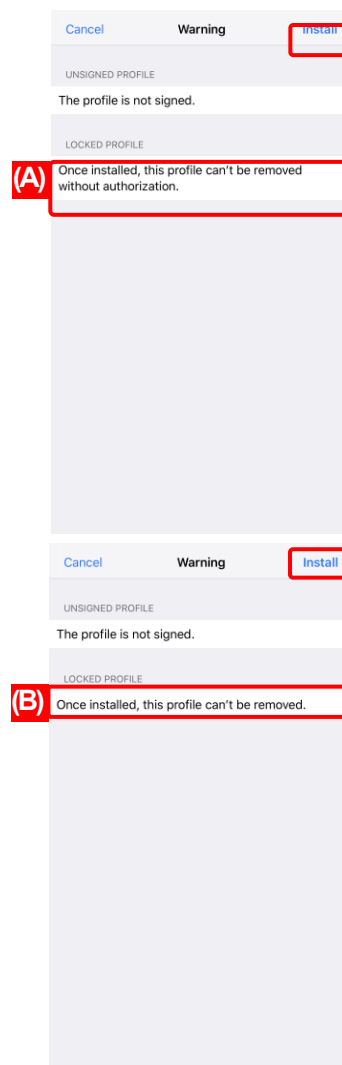 Cancel Warning Install
UNSIGNED PROFILE
The profile is not signed.
LOCKED PROFILE
(A)
Once installed, this profile can't be removed
without authorization.
Cancel Warning Install
UNSIGNED PROFILE
The profile is not signed.
LOCKED PROFILE
(B)
Once installed, this profile can't be removed.